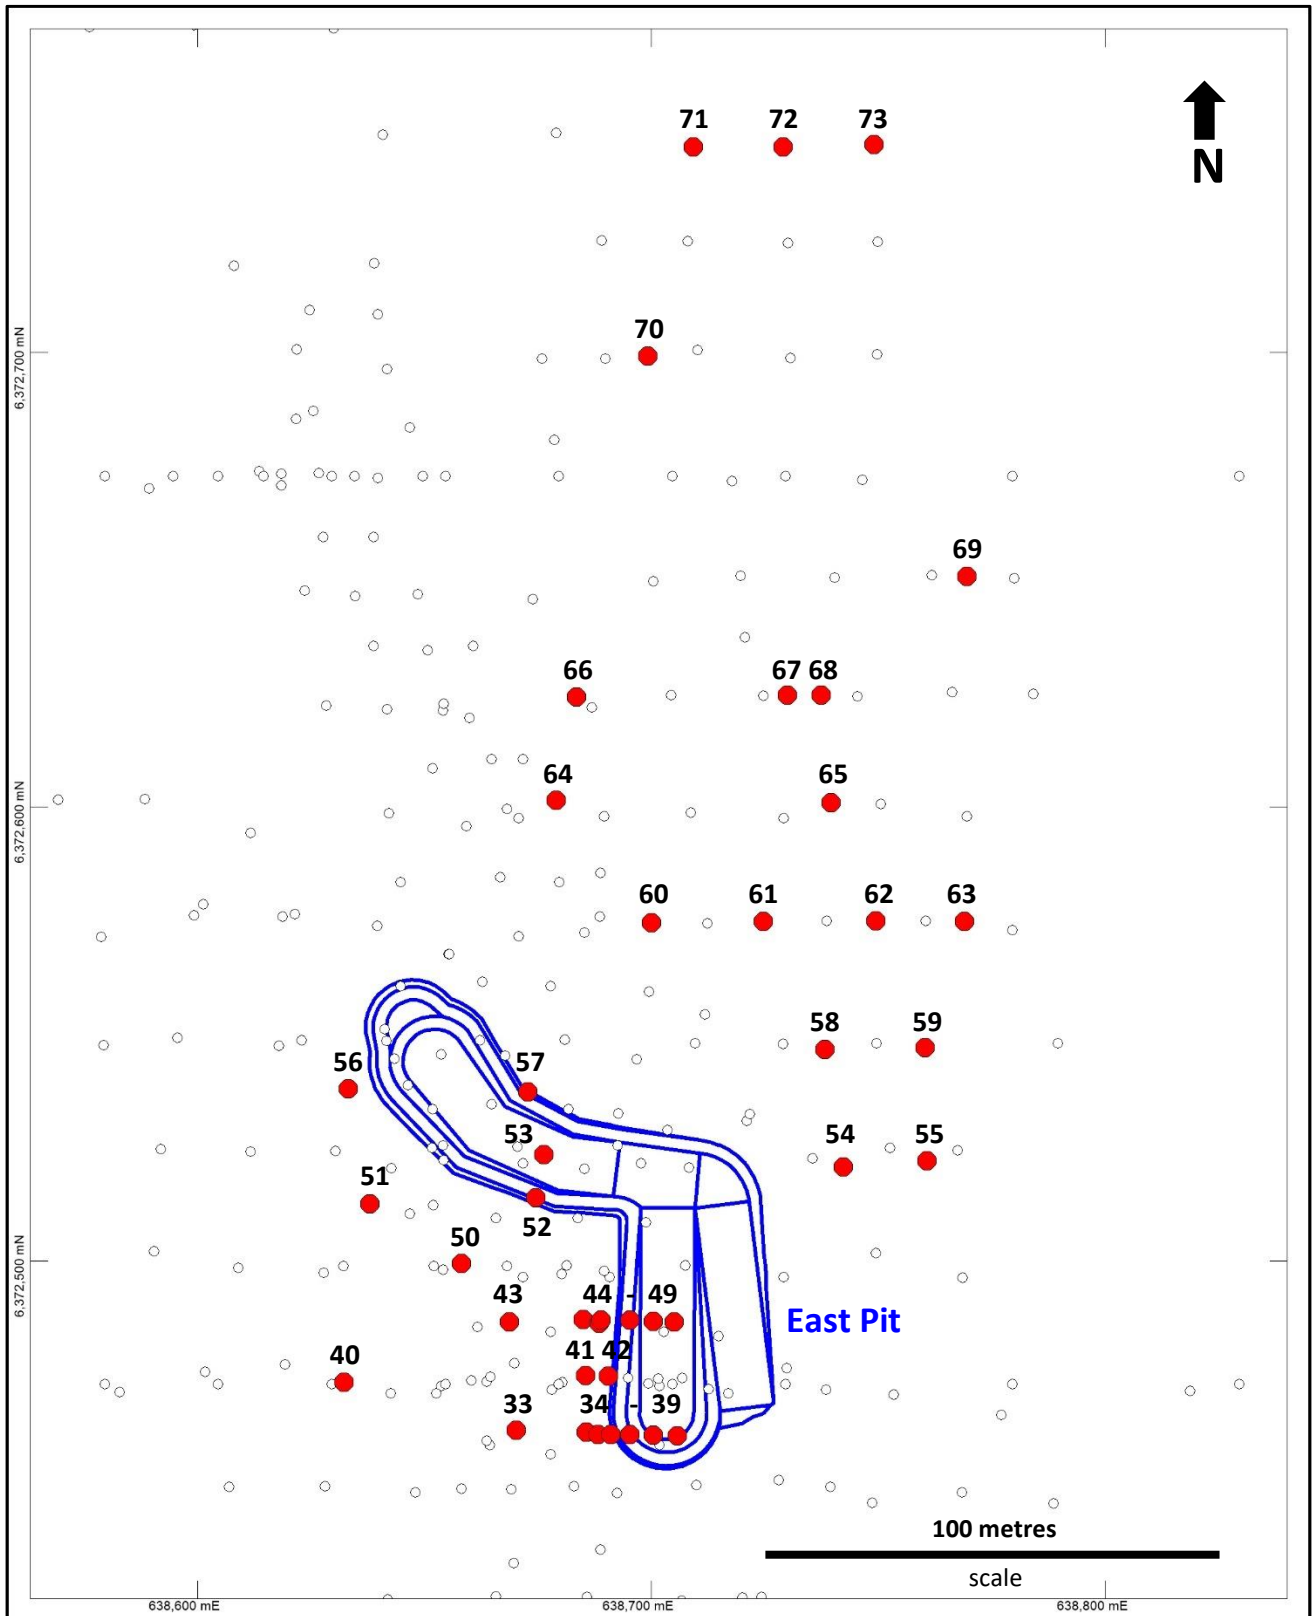 71 72 73
N
70
6,372,700 mN
69
66 67 68
64 65
6,372,600 mN
60 61 62 63
58 59
56 57
53 54 55
51
52
50
6,372,500 mN
43 44 - 49
East Pit
40 41 42
33 34 - 39
100 metres
scale
638,600 mE 638,700 mE 638,800 mE